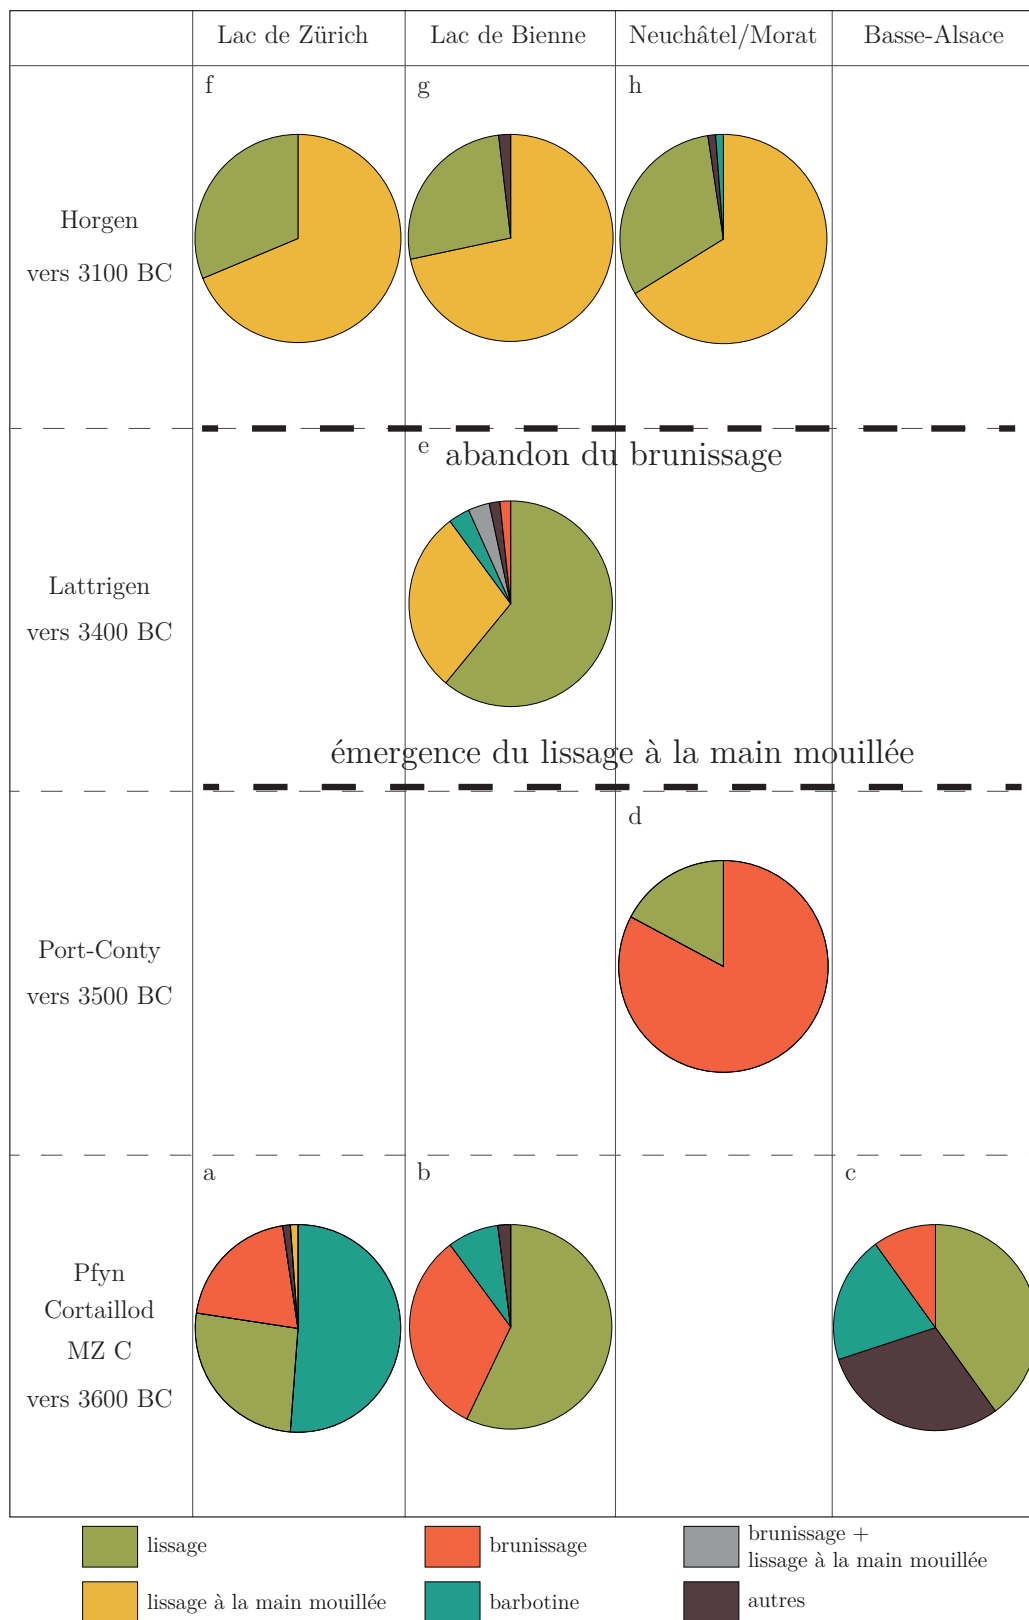 Lac de Zürich
Lac de Bienne
Neuchâtel/Morat
Basse-Alsace
Horgen
vers 3100 BC
f
g
h
Lattrigen
vers 3400 BC
e
abandon du brunissage
émergence du lissage à la main mouillée
Port-Conty
vers 3500 BC
d
Pfyn
Cortaillod
MZ C
vers 3600 BC
a
b
c
lissage
brunissage
brunissage +
lissage à la main mouillée
lissage à la main mouillée
barbotine
autres